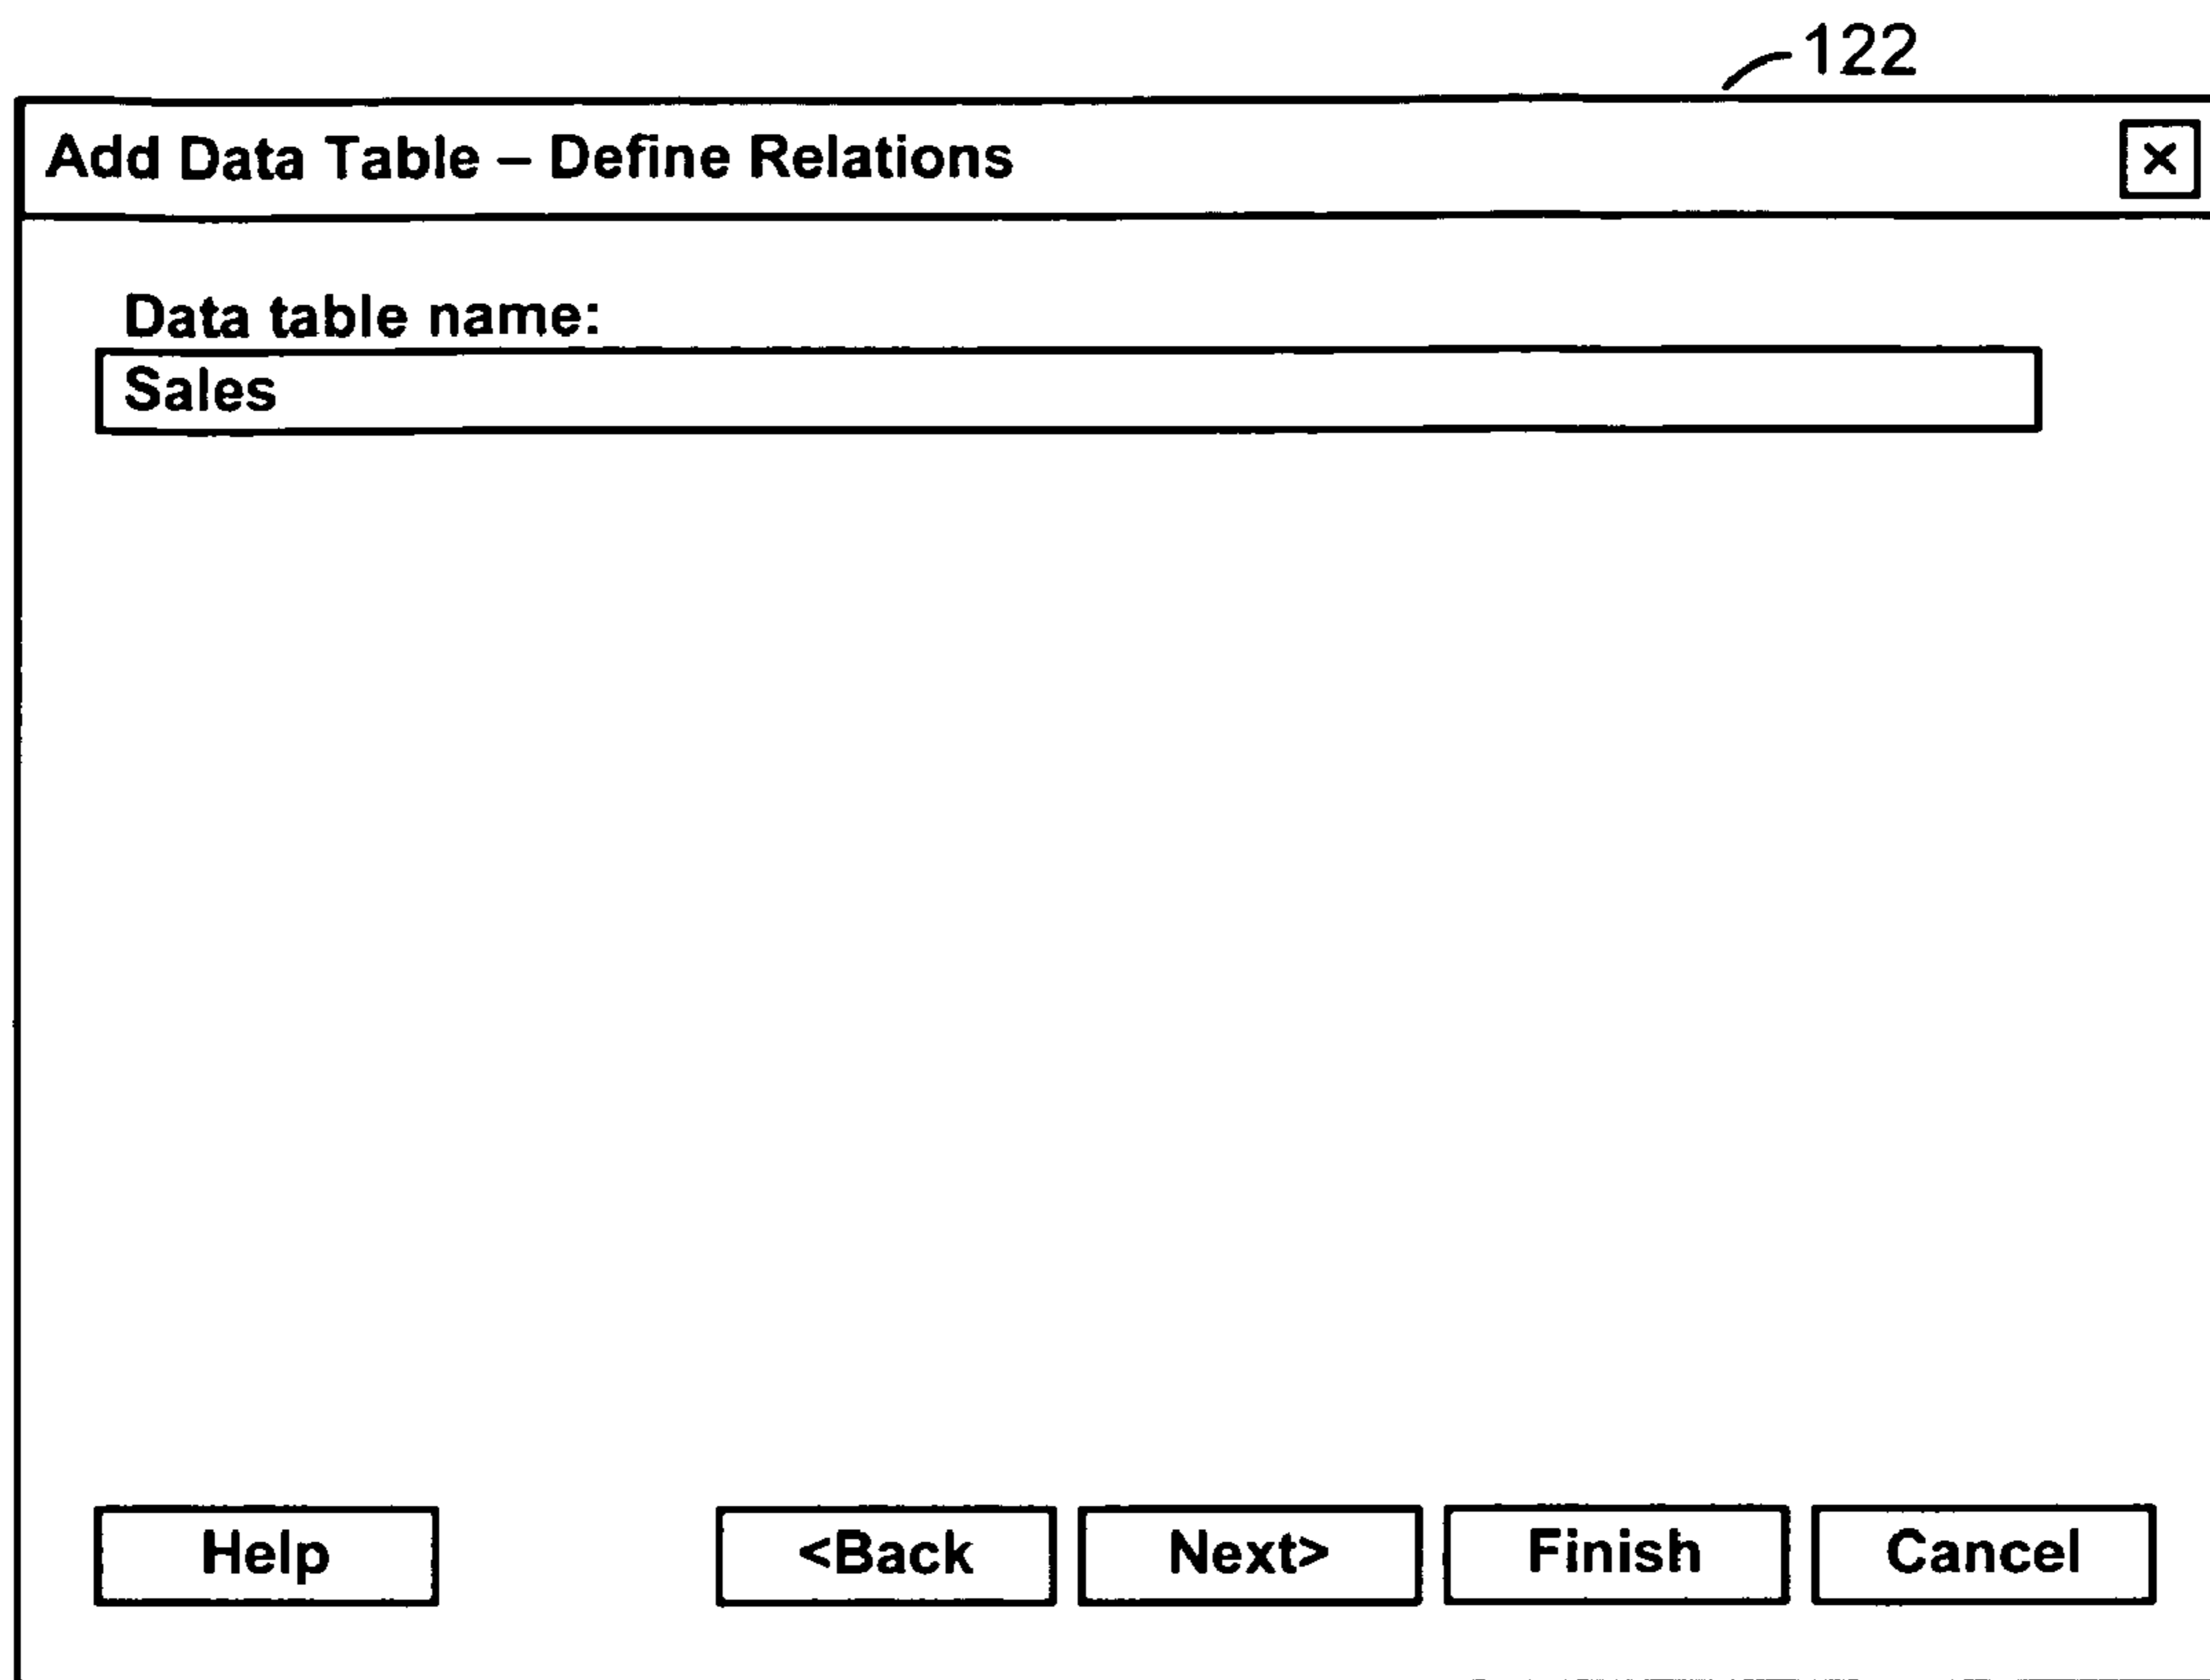 122
Add Data Table – Define Relations
×
Data table name:
Sales
Help <Back Next> Finish Cancel